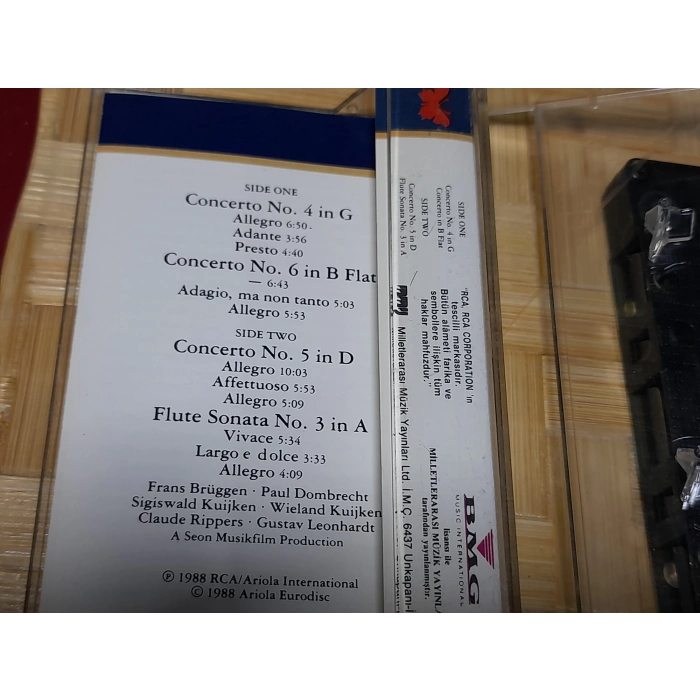 SIDE ONE
Concerto No. 4 in G
Allegro 6:50.
Adante 3:56
Presto 4:40
Concerto No. 6 in B Flat
— 6:43
Adagio, ma non tanto 5:03
Allegro 5:53
SIDE TWO
Concerto No. 5 in D
Allegro 10:03
Affettuoso 5:53
Allegro 5:09
Flute Sonata No. 3 in A
Vivace 5:34
Largo e dolce 3:33
Allegro 4:09
Frans Brüggen · Paul Dombrecht
Sigiswald Kuijken · Wieland Kuijken
Claude Rippers · Gustav Leonhardt
A Seon Musikfilm Production
℗ 1988 RCA/Ariola International
© 1988 Ariola Eurodisc
SIDE ONE
Concerto No. 4 in G
Concerto in B Flat
SIDE TWO
Concerto No. 5 in D
Flute Sonata No. 3 in A
"RCA, RCA CORPORATION 'ın
tescilli markasıdır.
Bütün alâmeti farika ve
sembollere ilişkin tüm
haklar mahfuzdur."
Milletlerarası Müzik Yayınları Ltd. İ.M.Ç. 6437 Unkapanı-İ
BMG
MUSIC INTERNATIONAL
lisansı ile
MİLLETLERARASI MÜZİK YAYINLA
tarafından yayınlanmıştır.